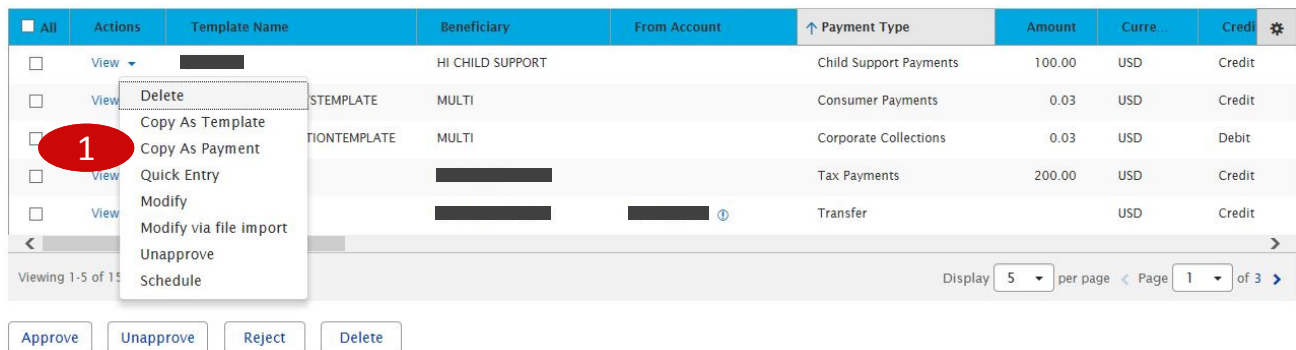 All Actions Template Name Beneficiary From Account Payment Type Amount Curre... Credi
View HI CHILD SUPPORT Child Support Payments 100.00 USD Credit
View STEMPLATE MULTI Consumer Payments 0.03 USD Credit
TIONTEMPLATE MULTI Corporate Collections 0.03 USD Debit
View Tax Payments 200.00 USD Credit
View Transfer USD Credit
Delete
Copy As Template
1 Copy As Payment
Quick Entry
Modify
Modify via file import
Unapprove
Schedule
Viewing 1-5 of 15 Display 5 per page Page 1 of 3
Approve Unapprove Reject Delete